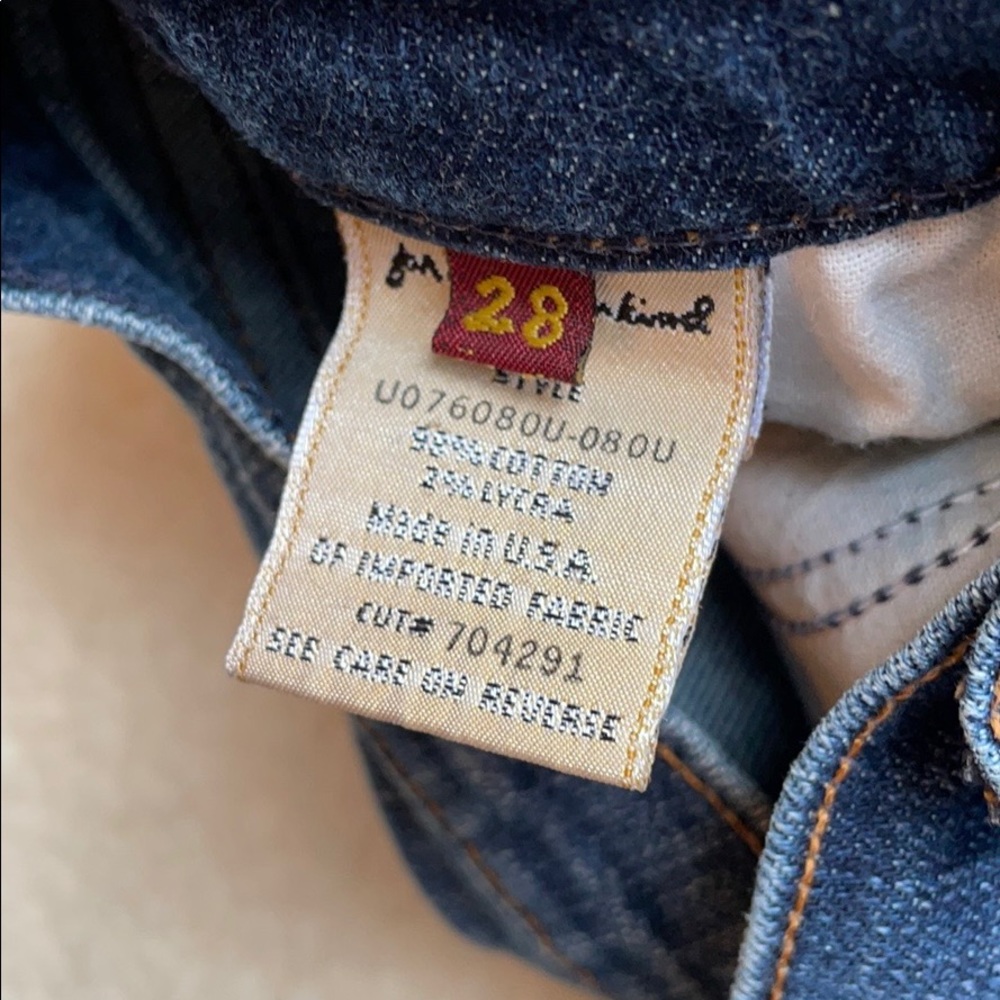 for
28
STYLE
U076080U-080U
98% COTTON
2% LYCRA
Made in U.S.A.
OF IMPORTED FABRIC
CUT# 704291
SEE CARE ON REVERSE